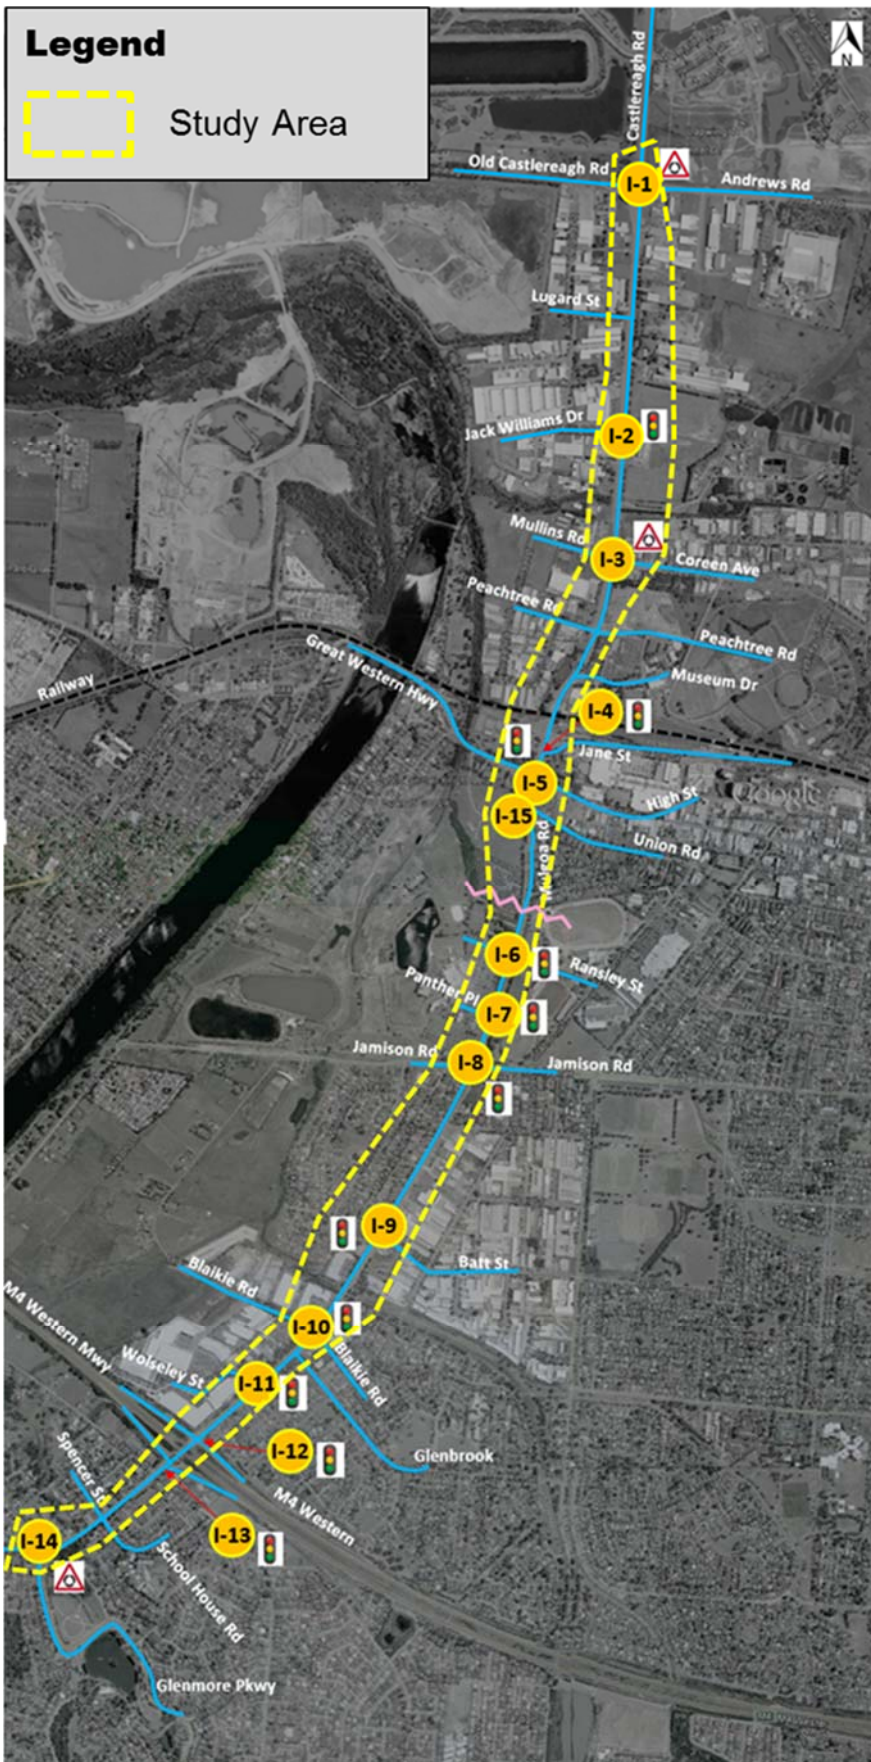 Legend
Study Area
N
Castlereagh Rd
Old Castlereagh Rd
I-1
Andrews Rd
Lugard St
Jack Williams Dr
I-2
Mullins Rd
I-3
Coreen Ave
Peachtree Rd
Peachtree Rd
Museum Dr
Railway
Great Western Hwy
I-4
Jane St
I-5
Google
High St
I-15
Union Rd
Mulgoa Rd
I-6
Ransley St
Panther Pl
I-7
Jamison Rd
I-8
Jamison Rd
I-9
Batt St
Blaikie Rd
I-10
M4 Western Mwy
Wolseley St
Blaikie Rd
I-11
I-12
Glenbrook
Spencer St
M4 Western
I-13
I-14
School House Rd
Glenmore Pkwy